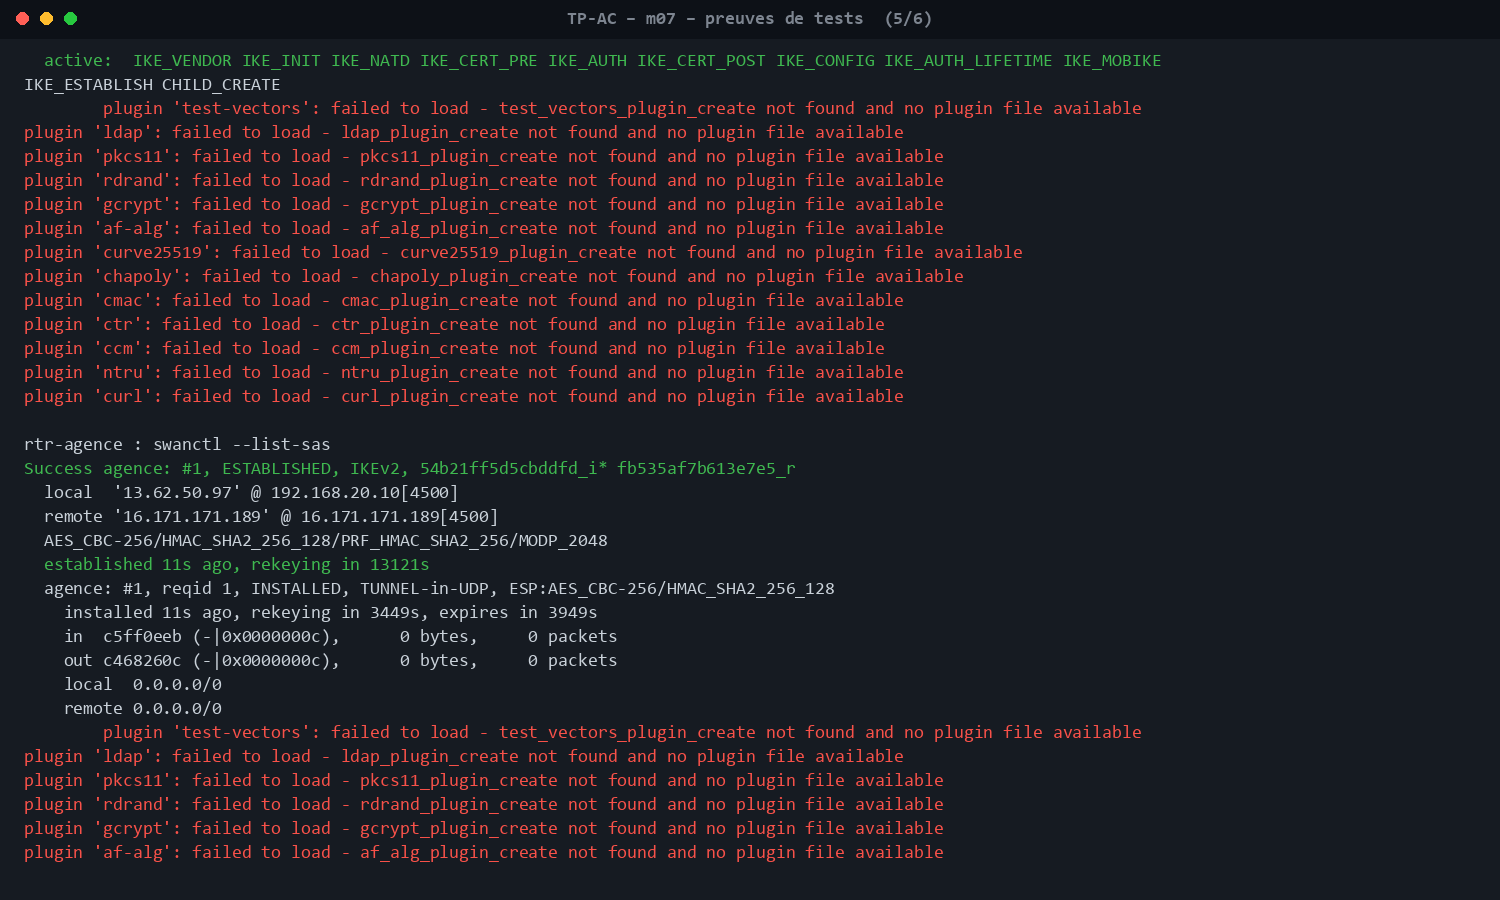 TP-AC – m07 – preuves de tests (5/6)
active: IKE_VENDOR IKE_INIT IKE_NATD IKE_CERT_PRE IKE_AUTH IKE_CERT_POST IKE_CONFIG IKE_AUTH_LIFETIME IKE_MOBIKE
IKE_ESTABLISH CHILD_CREATE
plugin 'test-vectors': failed to load - test_vectors_plugin_create not found and no plugin file available
plugin 'ldap': failed to load - ldap_plugin_create not found and no plugin file available
plugin 'pkcs11': failed to load - pkcs11_plugin_create not found and no plugin file available
plugin 'rdrand': failed to load - rdrand_plugin_create not found and no plugin file available
plugin 'gcrypt': failed to load - gcrypt_plugin_create not found and no plugin file available
plugin 'af-alg': failed to load - af_alg_plugin_create not found and no plugin file available
plugin 'curve25519': failed to load - curve25519_plugin_create not found and no plugin file available
plugin 'chapoly': failed to load - chapoly_plugin_create not found and no plugin file available
plugin 'cmac': failed to load - cmac_plugin_create not found and no plugin file available
plugin 'ctr': failed to load - ctr_plugin_create not found and no plugin file available
plugin 'ccm': failed to load - ccm_plugin_create not found and no plugin file available
plugin 'ntru': failed to load - ntru_plugin_create not found and no plugin file available
plugin 'curl': failed to load - curl_plugin_create not found and no plugin file available
rtr-agence : swanctl --list-sas
Success agence: #1, ESTABLISHED, IKEv2, 54b21ff5d5cbddfd_i* fb535af7b613e7e5_r
local '13.62.50.97' @ 192.168.20.10[4500]
remote '16.171.171.189' @ 16.171.171.189[4500]
AES_CBC-256/HMAC_SHA2_256_128/PRF_HMAC_SHA2_256/MODP_2048
established 11s ago, rekeying in 13121s
agence: #1, reqid 1, INSTALLED, TUNNEL-in-UDP, ESP:AES_CBC-256/HMAC_SHA2_256_128
installed 11s ago, rekeying in 3449s, expires in 3949s
in c5ff0eeb (-|0x0000000c), 0 bytes, 0 packets
out c468260c (-|0x0000000c), 0 bytes, 0 packets
local 0.0.0.0/0
remote 0.0.0.0/0
plugin 'test-vectors': failed to load - test_vectors_plugin_create not found and no plugin file available
plugin 'ldap': failed to load - ldap_plugin_create not found and no plugin file available
plugin 'pkcs11': failed to load - pkcs11_plugin_create not found and no plugin file available
plugin 'rdrand': failed to load - rdrand_plugin_create not found and no plugin file available
plugin 'gcrypt': failed to load - gcrypt_plugin_create not found and no plugin file available
plugin 'af-alg': failed to load - af_alg_plugin_create not found and no plugin file available